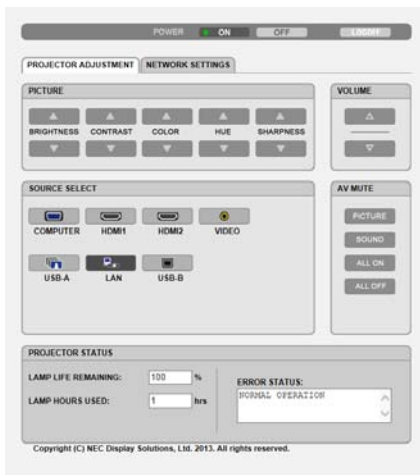 POWER ON OFF LOGOFF
PROJECTOR ADJUSTMENT NETWORK SETTINGS
PICTURE VOLUME
BRIGHTNESS CONTRAST COLOR HUE SHARPNESS
SOURCE SELECT AV MUTE
PICTURE
COMPUTER HDMI1 HDMI2 VIDEO
SOUND
ALL ON
USB-A LAN USB-B
ALL OFF
PROJECTOR STATUS
LAMP LIFE REMAINING: 100 %
ERROR STATUS:
NORMAL OPERATION
LAMP HOURS USED: 1 hrs
Copyright (C) NEC Display Solutions, Ltd. 2013. All rights reserved.